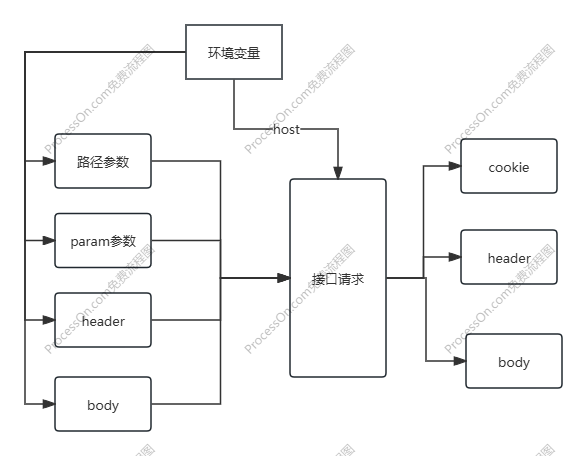 环境变量
host
路径参数
param参数
header
body
接口请求
cookie
header
body
ProcessOn.com免费流程图
ProcessOn.com免费流程图
ProcessOn.com免费流程图
ProcessOn.com免费流程图
ProcessOn.com免费流程图
ProcessOn.com免费流程图